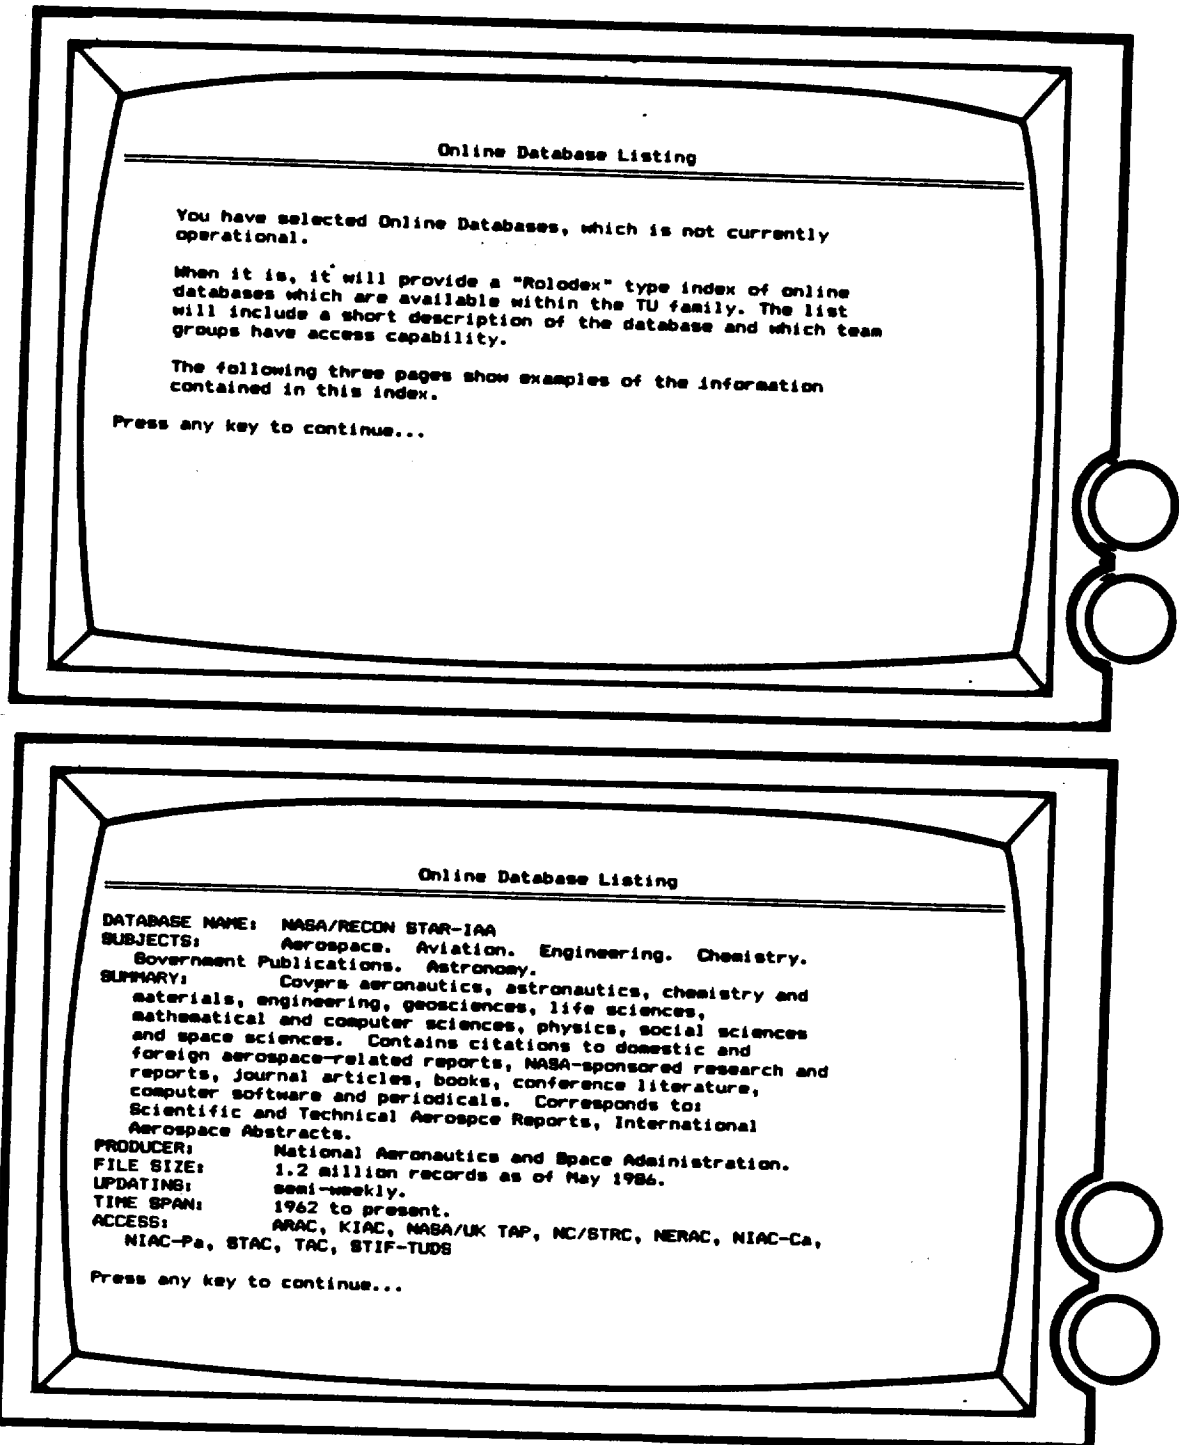 Online Database Listing
You have selected Online Databases, which is not currently
operational.
When it is, it will provide a "Rolodex" type index of online
databases which are available within the TU family. The list
will include a short description of the database and which team
groups have access capability.
The following three pages show examples of the information
contained in this index.
Press any key to continue...
Online Database Listing
DATABASE NAME: NASA/RECON STAR-IAA
SUBJECTS: Aerospace. Aviation. Engineering. Chemistry.
Government Publications. Astronomy.
SUMMARY: Covers aeronautics, astronautics, chemistry and
materials, engineering, geosciences, life sciences,
mathematical and computer sciences, physics, social sciences
and space sciences. Contains citations to domestic and
foreign aerospace-related reports, NASA-sponsored research and
reports, journal articles, books, conference literature,
computer software and periodicals. Corresponds to:
Scientific and Technical Aerospce Reports, International
Aerospace Abstracts.
PRODUCER: National Aeronautics and Space Administration.
FILE SIZE: 1.2 million records as of May 1986.
UPDATING: semi-weekly.
TIME SPAN: 1962 to present.
ACCESS: ARAC, KIAC, NASA/UK TAP, NC/STRC, NERAC, NIAC-Ca,
NIAC-Pa, STAC, TAC, STIF-TUDS
Press any key to continue...